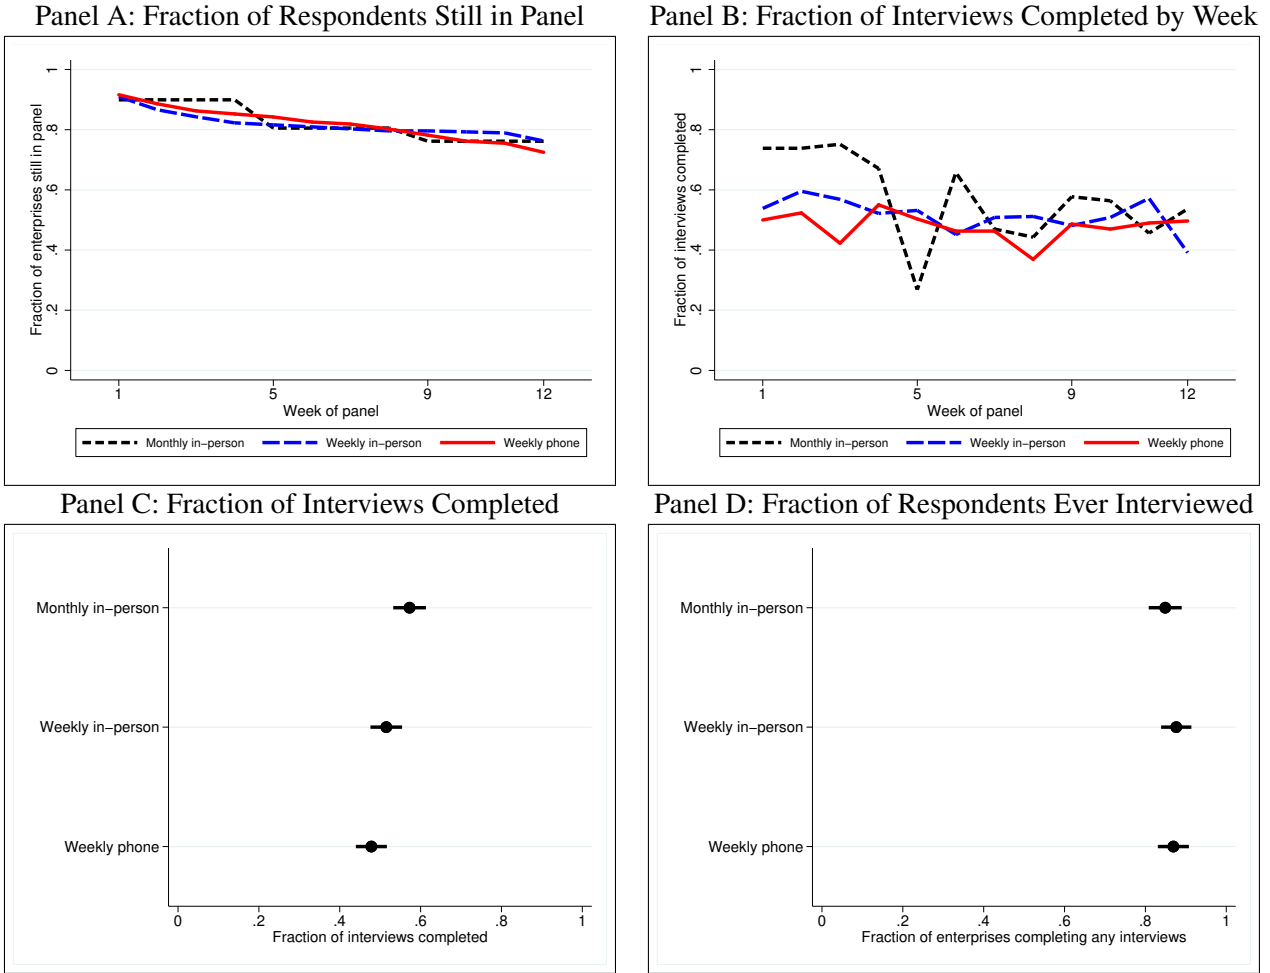 Panel A: Fraction of Respondents Still in Panel
Fraction of enterprises still in panel
1
.8
.6
.4
.2
0
1 5 9 12
Week of panel
Monthly in−person Weekly in−person Weekly phone
Panel B: Fraction of Interviews Completed by Week
Fraction of interviews completed
1
.8
.6
.4
.2
0
1 5 9 12
Week of panel
Monthly in−person Weekly in−person Weekly phone
Panel C: Fraction of Interviews Completed
Monthly in−person
Weekly in−person
Weekly phone
0 .2 .4 .6 .8 1
Fraction of interviews completed
Panel D: Fraction of Respondents Ever Interviewed
Monthly in−person
Weekly in−person
Weekly phone
0 .2 .4 .6 .8 1
Fraction of enterprises completing any interviews